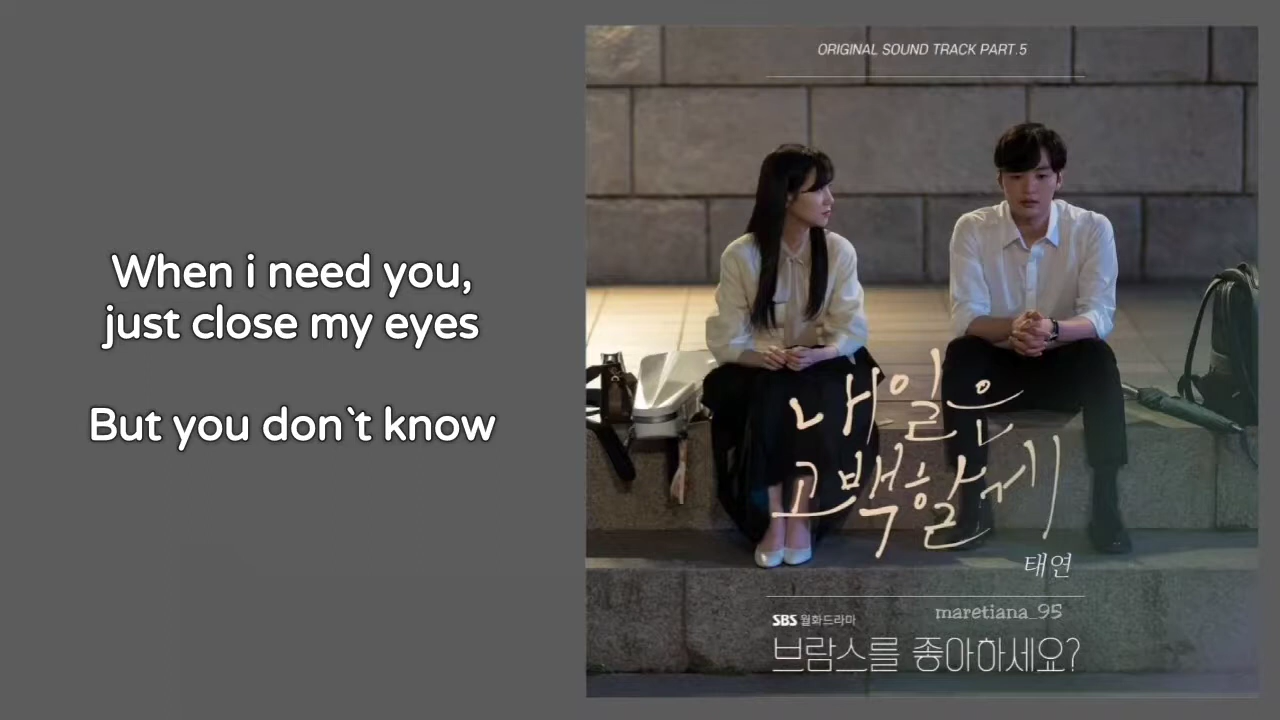 When i need you,
just close my eyes
But you don`t know
ORIGINAL SOUND TRACK PART.5
내일은
고백할게
태연
SBS 월화드라마
maretiana_95
브람스를 좋아하세요?